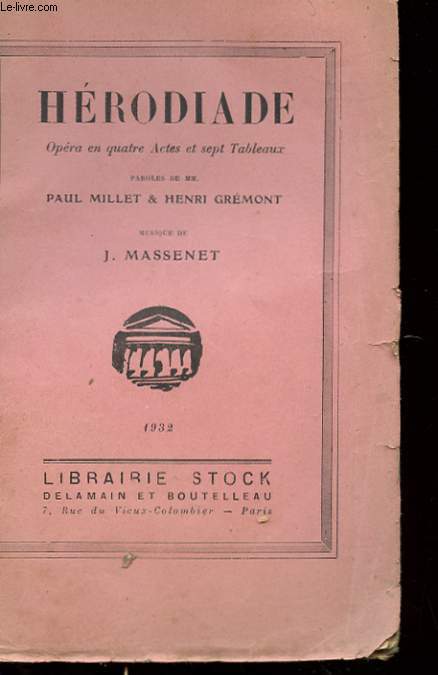 © Le-livre.com
HÉRODIADE
Opéra en quatre Actes et sept Tableaux
PAROLES DE MM.
PAUL MILLET & HENRI GRÉMONT
MUSIQUE DE
J. MASSENET
1932
LIBRAIRIE STOCK
DELAMAIN ET BOUTELLEAU
7, Rue du Vieux-Colombier — Paris